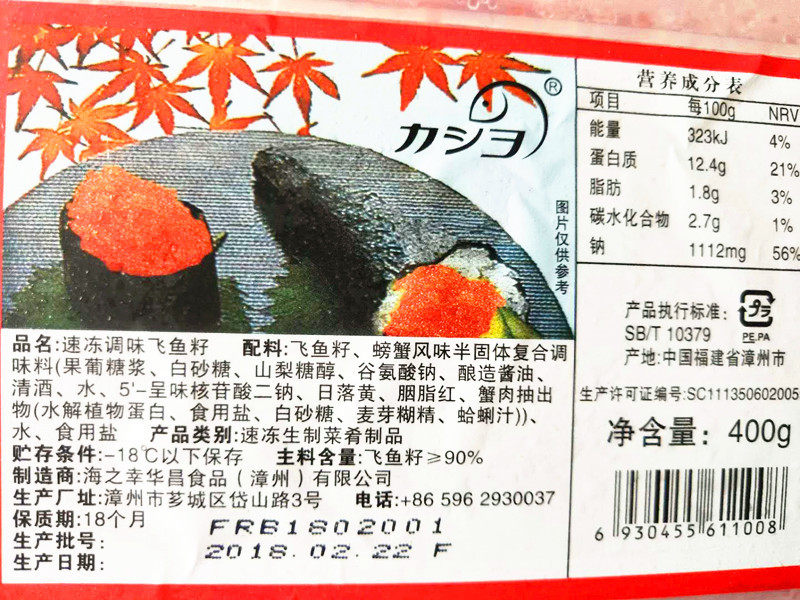 カシヨ®
图片仅供参考
品名:速冻调味飞鱼籽 配料:飞鱼籽、螃蟹风味半固体复合调
味料(果葡糖浆、白砂糖、山梨糖醇、谷氨酸钠、酿造酱油、
清酒、水、5'-呈味核苷酸二钠、日落黄、胭脂红、蟹肉抽出
物(水解植物蛋白、食用盐、白砂糖、麦芽糊精、蛤蜊汁))、
水、食用盐 产品类别:速冻生制菜肴制品
贮存条件:-18℃以下保存 主料含量:飞鱼籽≥90%
制造商:海之幸华昌食品(漳州)有限公司
生产厂址:漳州市芗城区岱山路3号 电话:+86 596 2930037
保质期:18个月
生产批号: FRB1802001
生产日期: 2018.02.22 F
营养成分表
项目 每100g NRV
能量 323kJ 4%
蛋白质 12.4g 21%
脂肪 1.8g 3%
碳水化合物 2.7g 1%
钠 1112mg 56%
产品执行标准:
SB/T 10379
プラ
PE.PA
产地:中国福建省漳州市
生产许可证编号:SC111350602005
净含量: 400g
6 930455 611008